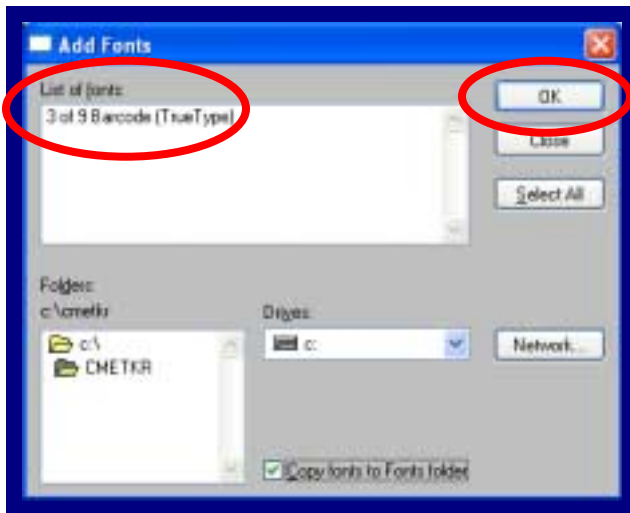 Add Fonts
List of fonts:
3 of 9 Barcode (TrueType)
OK
Close
Select All
Folders:
c:\cmetkr
Drives:
c:\
CMETKR
c:
Network...
Copy fonts to Fonts folder